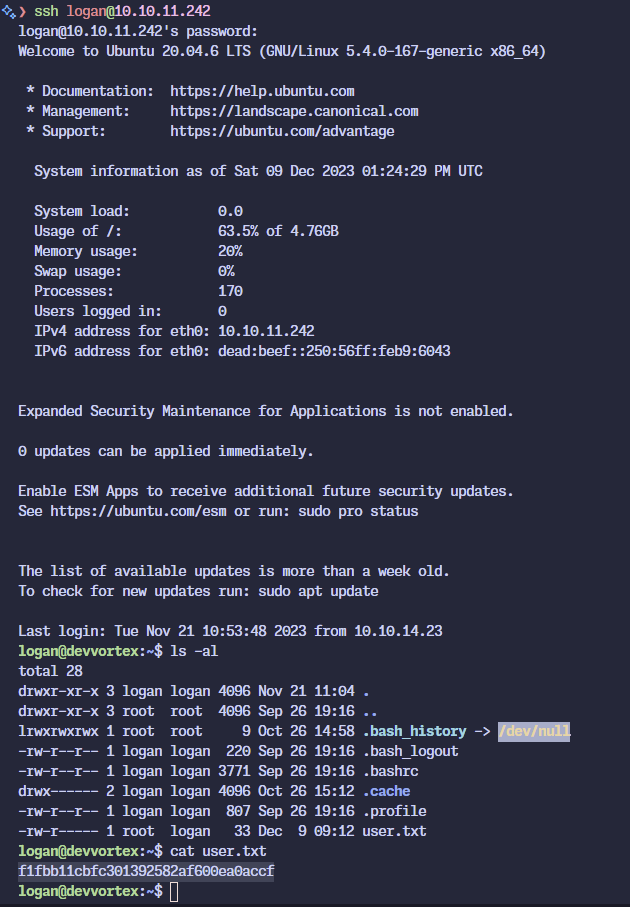 ❯ ssh logan@10.10.11.242
logan@10.10.11.242's password:
Welcome to Ubuntu 20.04.6 LTS (GNU/Linux 5.4.0-167-generic x86_64)
* Documentation:  https://help.ubuntu.com
* Management:     https://landscape.canonical.com
* Support:        https://ubuntu.com/advantage
System information as of Sat 09 Dec 2023 01:24:29 PM UTC
System load:           0.0
Usage of /:            63.5% of 4.76GB
Memory usage:          20%
Swap usage:            0%
Processes:             170
Users logged in:       0
IPv4 address for eth0: 10.10.11.242
IPv6 address for eth0: dead:beef::250:56ff:feb9:6043
Expanded Security Maintenance for Applications is not enabled.
0 updates can be applied immediately.
Enable ESM Apps to receive additional future security updates.
See https://ubuntu.com/esm or run: sudo pro status
The list of available updates is more than a week old.
To check for new updates run: sudo apt update
Last login: Tue Nov 21 10:53:48 2023 from 10.10.14.23
logan@devvortex:~$ ls -al
total 28
drwxr-xr-x 3 logan logan 4096 Nov 21 11:04 .
drwxr-xr-x 3 root  root  4096 Sep 26 19:16 ..
lrwxrwxrwx 1 root  root     9 Oct 26 14:58 .bash_history -> /dev/null
-rw-r--r-- 1 logan logan  220 Sep 26 19:16 .bash_logout
-rw-r--r-- 1 logan logan 3771 Sep 26 19:16 .bashrc
drwx------ 2 logan logan 4096 Oct 26 15:12 .cache
-rw-r--r-- 1 logan logan  807 Sep 26 19:16 .profile
-rw-r----- 1 root  logan   33 Dec  9 09:12 user.txt
logan@devvortex:~$ cat user.txt
f1fbb11cbfc301392582af600ea0accf
logan@devvortex:~$